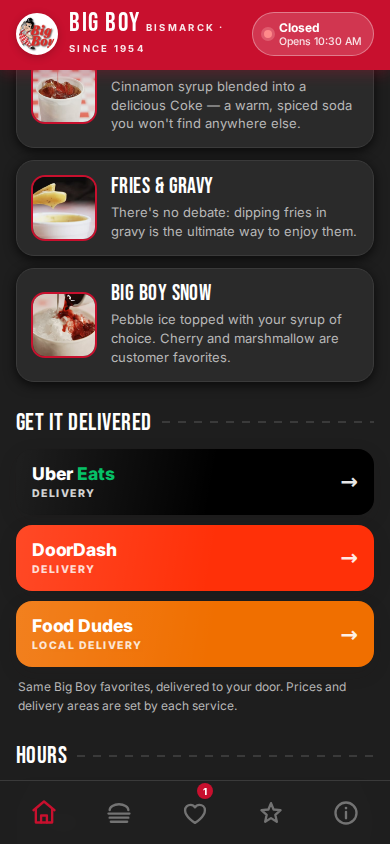 Big Boy
BIG BOY BISMARCK ·
SINCE 1954
Closed
Opens 10:30 AM
Cinnamon syrup blended into a
delicious Coke — a warm, spiced soda
you won't find anywhere else.
FRIES & GRAVY
There's no debate: dipping fries in
gravy is the ultimate way to enjoy them.
BIG BOY SNOW
Pebble ice topped with your syrup of
choice. Cherry and marshmallow are
customer favorites.
GET IT DELIVERED
Uber Eats
DELIVERY
→
DoorDash
DELIVERY
→
Food Dudes
LOCAL DELIVERY
→
Same Big Boy favorites, delivered to your door. Prices and
delivery areas are set by each service.
HOURS
1